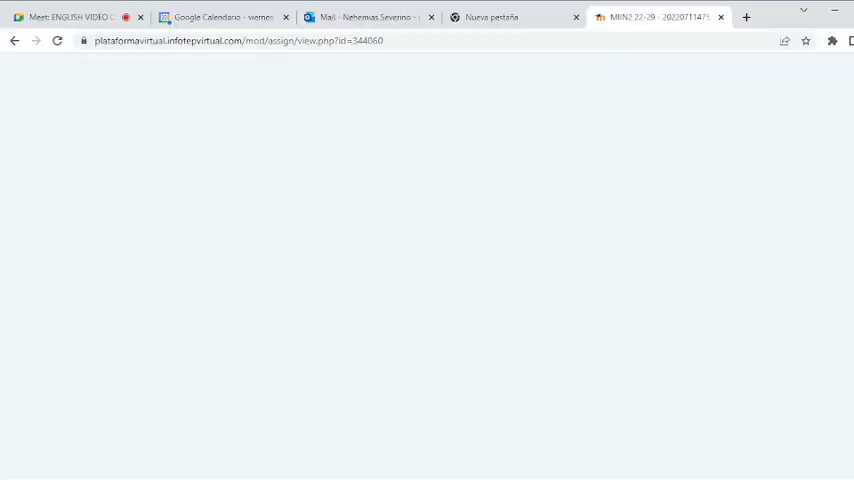 Meet: ENGLISH VIDEO
Google Calendario - viernes
Mail - Nehemias Severino -
Nueva pestaña
MIIN2 22-29 - 20220711475
plataformavirtual.infotepvirtual.com/mod/assign/view.php?id=344060